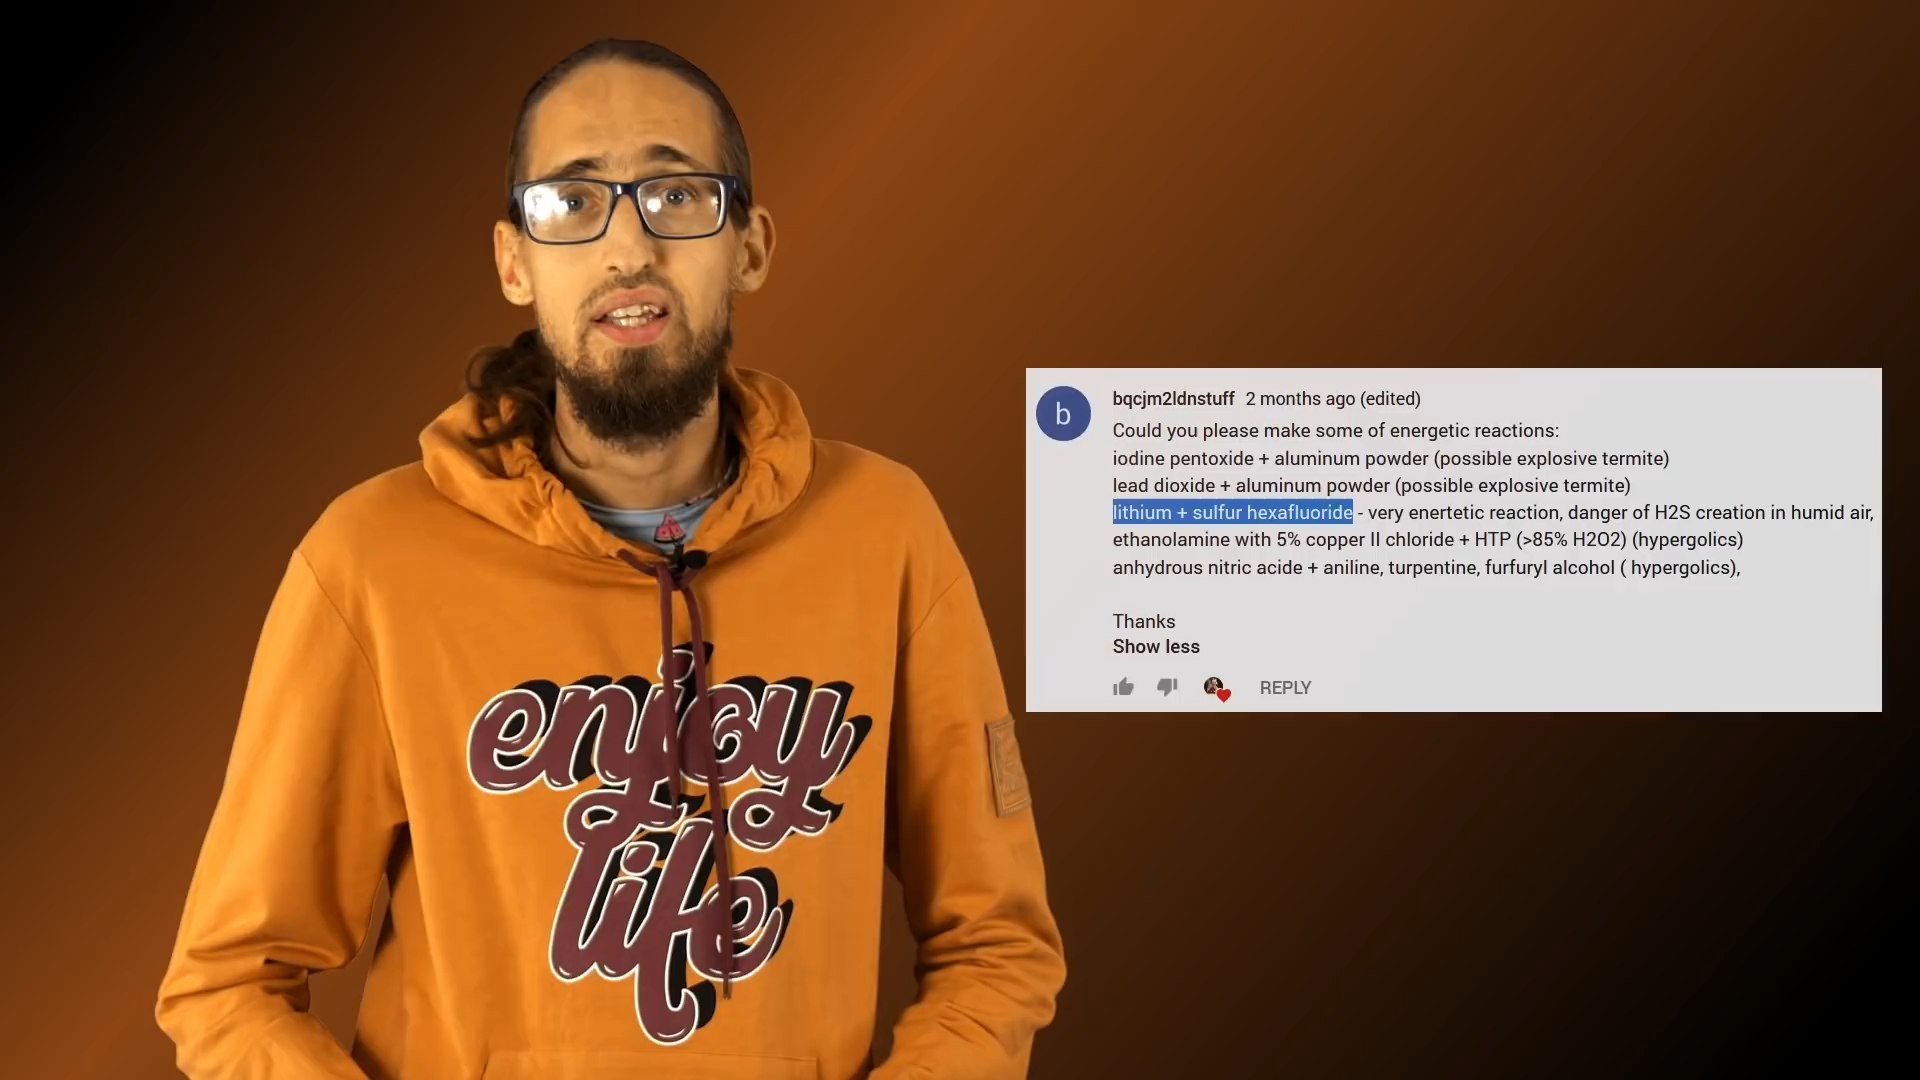 enjoy
life
b
bqcjm2ldnstuff 2 months ago (edited)
Could you please make some of energetic reactions:
iodine pentoxide + aluminum powder (possible explosive termite)
lead dioxide + aluminum powder (possible explosive termite)
lithium + sulfur hexafluoride - very enertetic reaction, danger of H2S creation in humid air,
ethanolamine with 5% copper II chloride + HTP (>85% H2O2) (hypergolics)
anhydrous nitric acide + aniline, turpentine, furfuryl alcohol ( hypergolics),
Thanks
Show less
REPLY